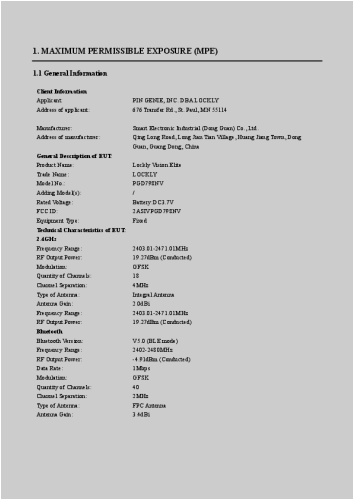 1. MAXIMUM PERMISSIBLE EXPOSURE (MPE)
1.1 General Information
Client Information
Applicant: PIN GENIE, INC. DBA LOCKLY
Address of applicant: 676 Transfer Rd., St. Paul, MN 55114
Manufacturer: Smart Electronic Industrial (Dong Guan) Co., Ltd
Address of manufacturer: Qing Long Road, Long Jian Tian Village, Huang Jiang Town, Dong
Guan, Guang Dong, China
General Description of EUT:
Product Name: Lockly Vision Elite
Trade Name: LOCKLY
Model No.: PGD798NV
Adding Model(s): /
Rated Voltage: Battery DC3.7V
FCC ID: 2ASIVPGD798NV
Equipment Type: Fixed
Technical Characteristics of EUT:
2.4GHz
Frequency Range: 2403.01-2471.01MHz
RF Output Power: 19.27dBm (Conducted)
Modulation: GFSK
Quantity of Channels: 18
Channel Separation: 4MHz
Type of Antenna: Integral Antenna
Antenna Gain: 2.0dBi
Frequency Range: 2403.01-2471.01MHz
RF Output Power: 19.27dBm (Conducted)
Bluetooth
Bluetooth Version: V5.0 (BLE mode)
Frequency Range: 2402-2480MHz
RF Output Power: -4.91dBm (Conducted)
Data Rate: 1Mbps
Modulation: GFSK
Quantity of Channels: 40
Channel Separation: 2MHz
Type of Antenna: FPC Antenna
Antenna Gain: 3.4dBi